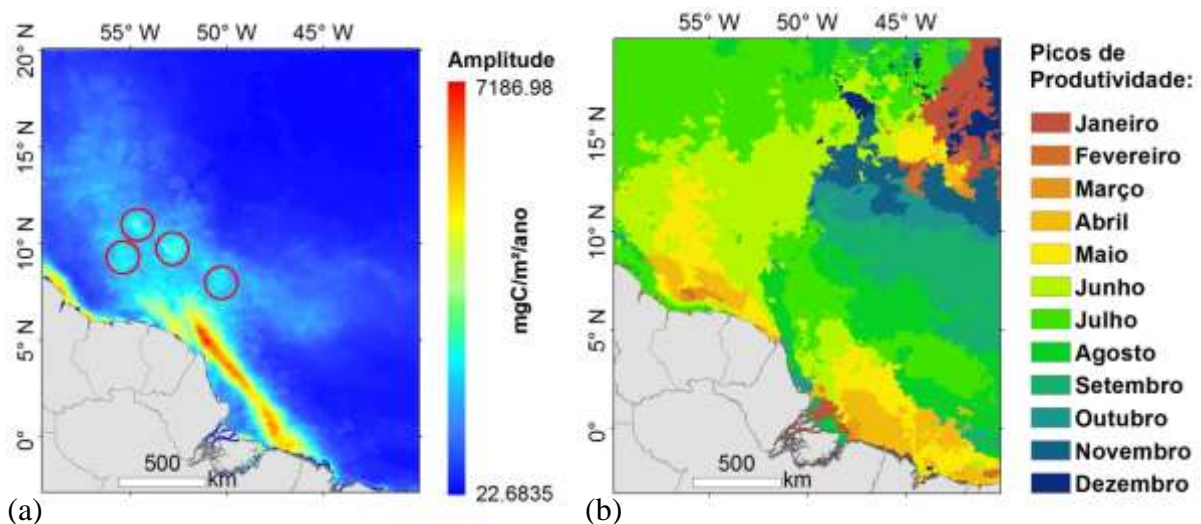 55° W 50° W 45° W
20° N
15° N
10° N
5° N
0°
500
km
Amplitude
7186.98
mgC/m²/ano
22.6835
(a)
55° W 50° W 45° W
15° N
10° N
5° N
0°
500
km
Picos de
Produtividade:
Janeiro
Fevereiro
Março
Abril
Maio
Junho
Julho
Agosto
Setembro
Outubro
Novembro
Dezembro
(b)